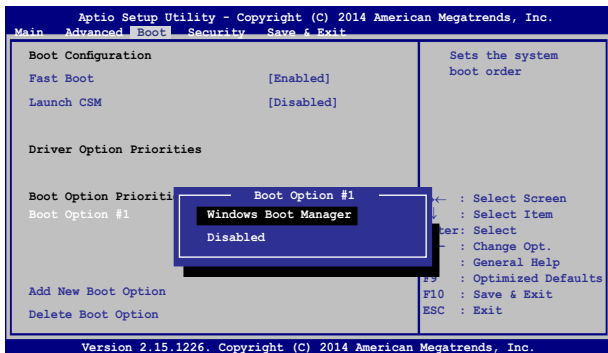 Aptio Setup Utility - Copyright (C) 2014 American Megatrends, Inc.
Main Advanced Boot Security Save & Exit
Boot Configuration
Fast Boot [Enabled]
Launch CSM [Disabled]
Driver Option Priorities
Boot Option Prioriti
Boot Option #1
Add New Boot Option
Delete Boot Option
Boot Option #1
Windows Boot Manager
Disabled
Sets the system
boot order
→← : Select Screen
: Select Item
ter: Select
- : Change Opt.
: General Help
F9 : Optimized Defaults
F10 : Save & Exit
ESC : Exit
Version 2.15.1226. Copyright (C) 2014 American Megatrends, Inc.